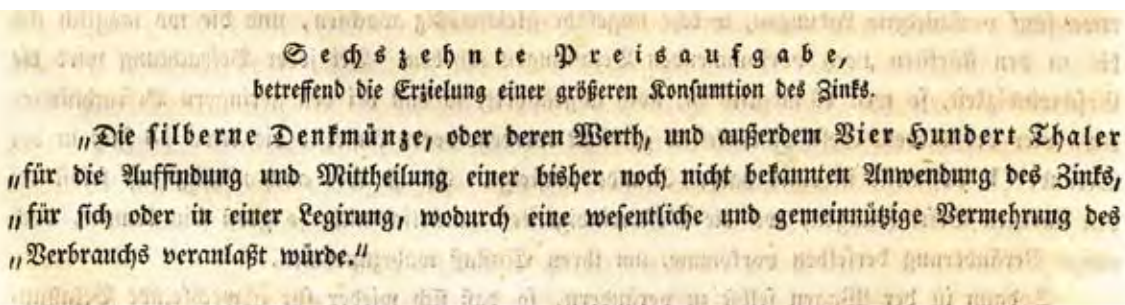 Sechszehnte Preisaufgabe,
betreffend die Erzielung einer größeren Konsumtion des Zinks.
„Die silberne Denkmünze, oder deren Werth, und außerdem Vier Hundert Thaler
„für die Auffindung und Mittheilung einer bisher noch nicht bekannten Anwendung des Zinks,
„für sich oder in einer Legirung, wodurch eine wesentliche und gemeinnützige Vermehrung des
„Verbrauchs veranlaßt würde.“